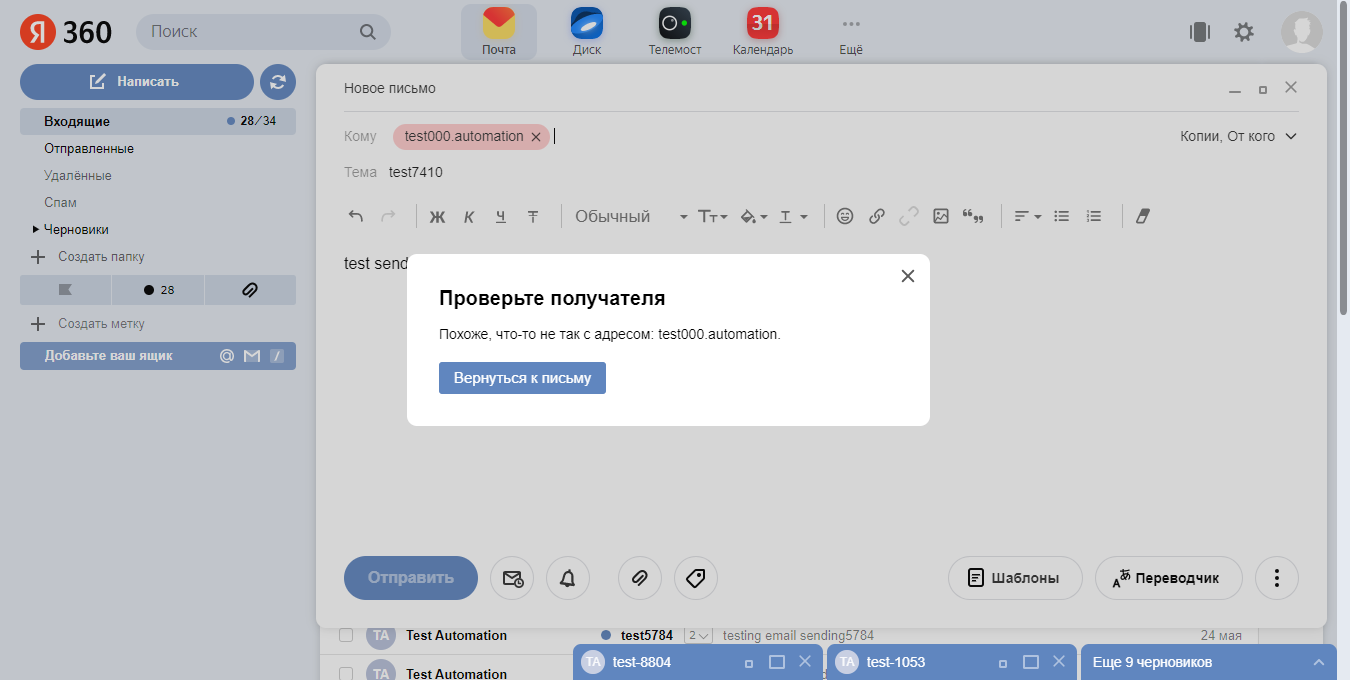 Я 360
Поиск
Почта
Диск
Телемост
31
Календарь
Ещё
Написать
Входящие 28/34
Отправленные
Удалённые
Спам
Черновики
Создать папку
28
Создать метку
Добавьте ваш ящик
Новое письмо
Кому test000.automation
Копии, От кого
Тема test7410
Ж К Ч Т Обычный Тт Т
test send
Проверьте получателя
Похоже, что-то не так с адресом: test000.automation.
Вернуться к письму
Отправить
Шаблоны
Переводчик
TA Test Automation test5784 2 testing email sending5784 24 мая
TA Test Automation
TA test-8804
TA test-1053
Еще 9 черновиков